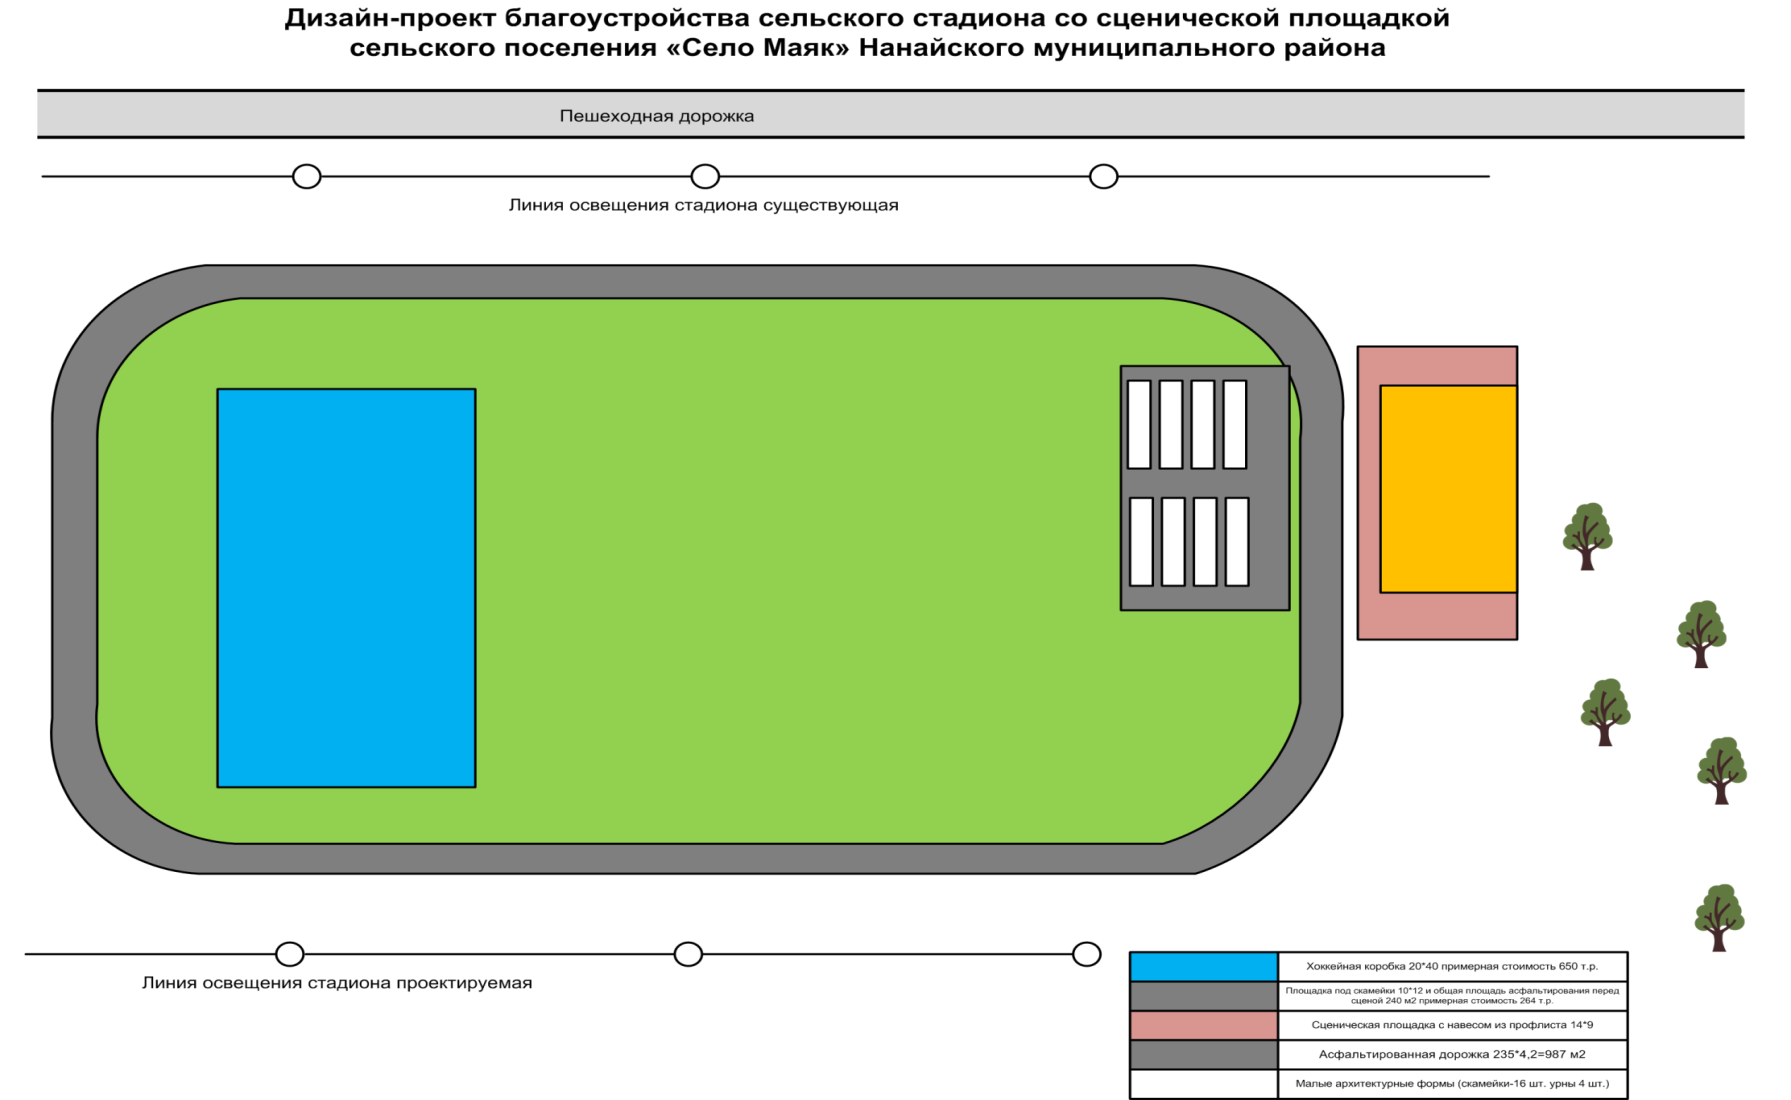 Дизайн-проект благоустройства сельского стадиона со сценической площадкой
сельского поселения «Село Маяк» Нанайского муниципального района
Пешеходная дорожка
Линия освещения стадиона существующая
Линия освещения стадиона проектируемая
Хоккейная коробка 20*40 примерная стоимость 650 т.р.
Площадка под скамейки 10*12 и общая площадь асфальтирования перед
сценой 240 м2 примерная стоимость 264 т.р.
Сценическая площадка с навесом из профлиста 14*9
Асфальтированная дорожка 235*4,2=987 м2
Малые архитектурные формы (скамейки-16 шт. урны 4 шт.)